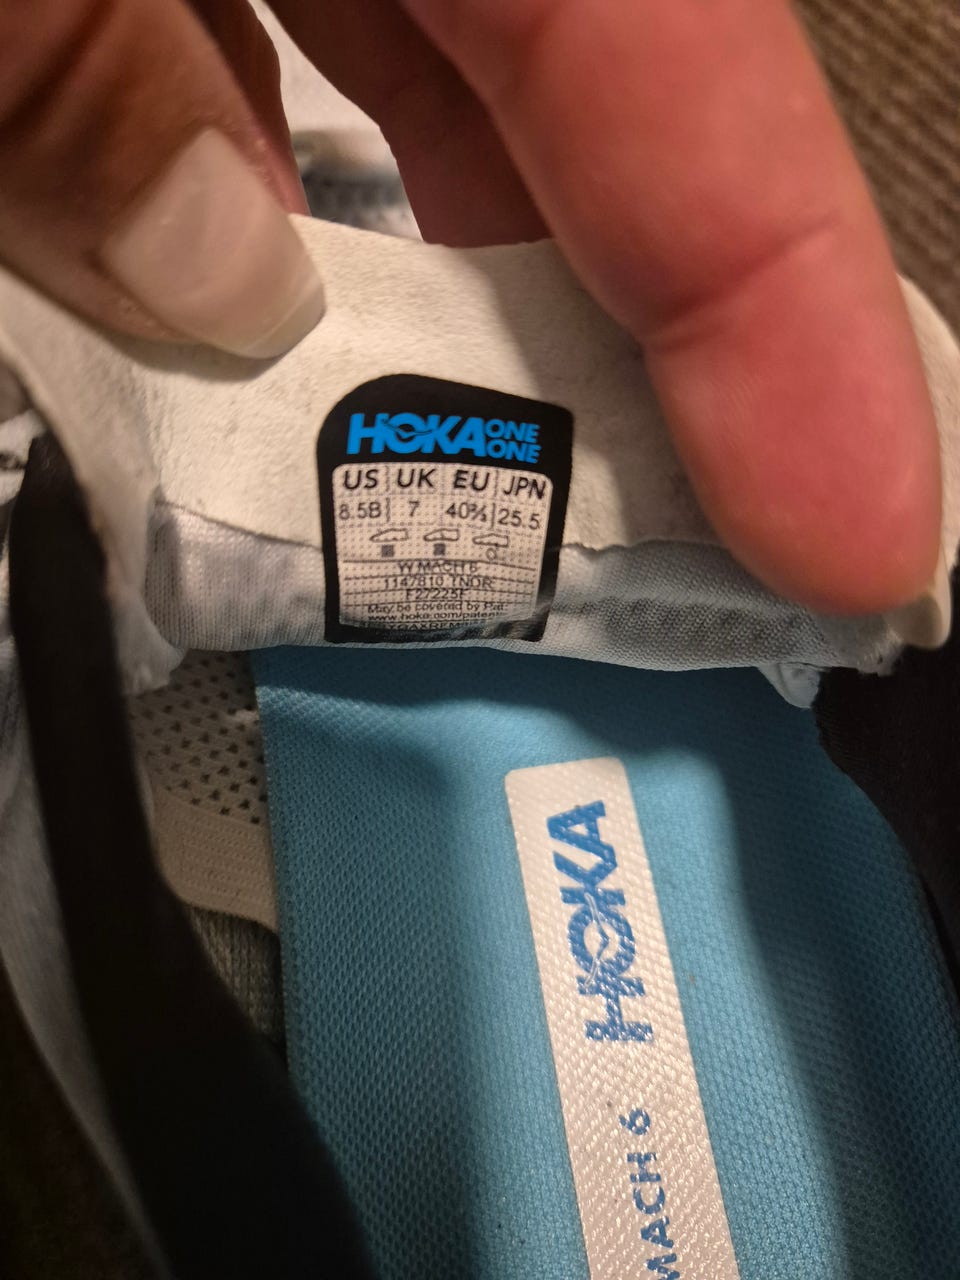 HOKA ONE ONE
US UK EU JPN
8.5B 7 40⅔ 25.5
W MACH 6
1147810 TNOR
F27225F
May be covered by Pat:
www.hoka.com/patents
HOKA
MACH 6